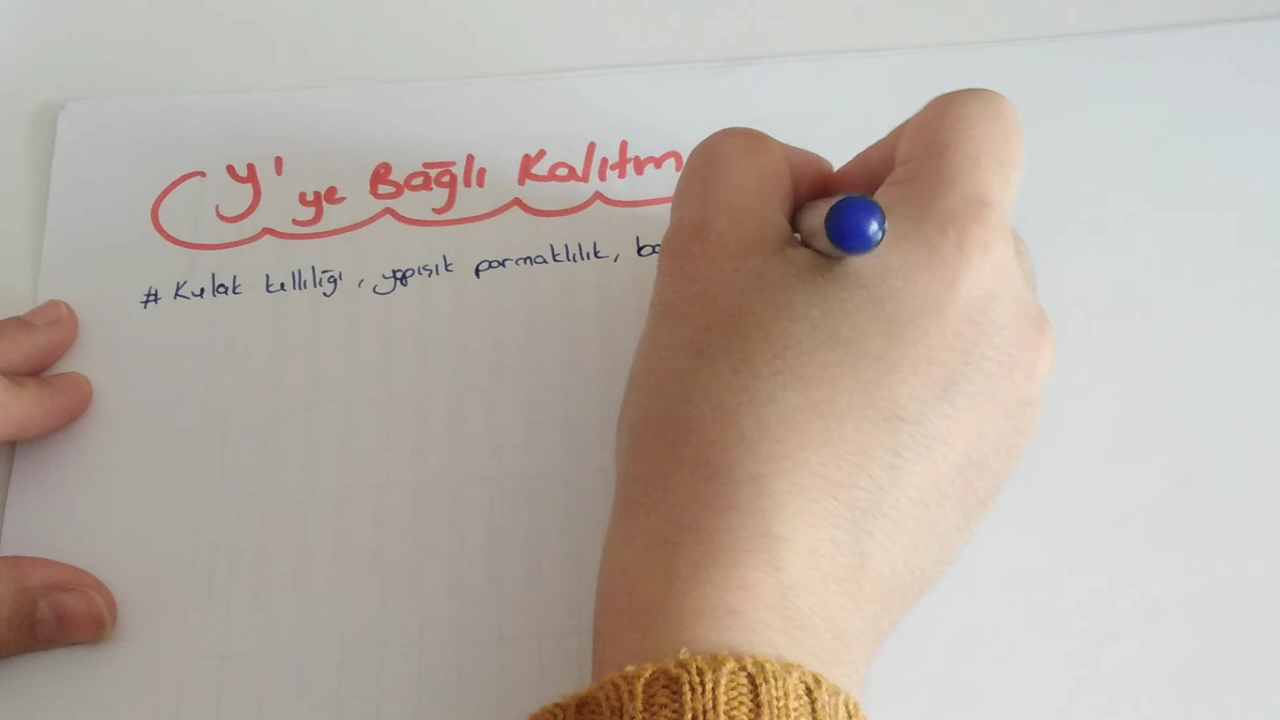 Y'ye Bağlı Kalıtım
# Kulak kıllılığı, yapışık parmaklılık,